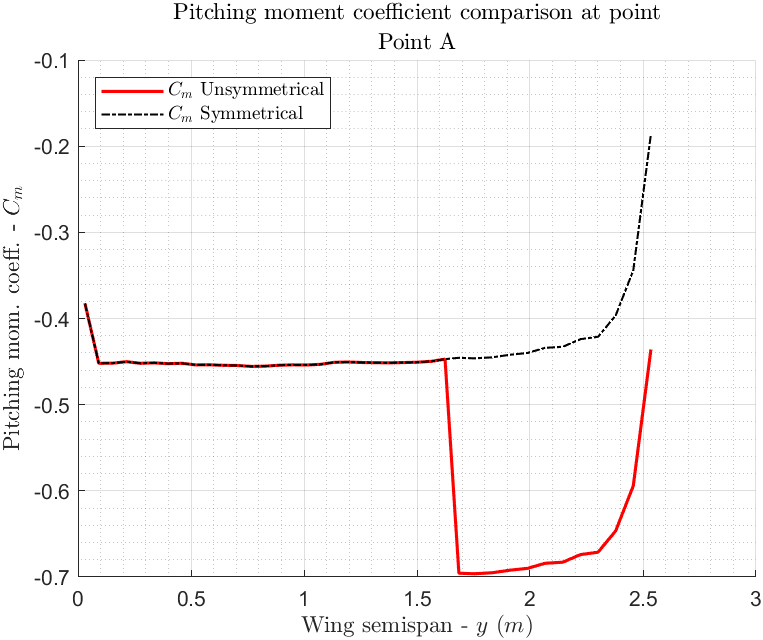 Pitching moment coefficient comparison at point
Point A
-0.1
C_m Unsymmetrical
C_m Symmetrical
-0.2
-0.3
-0.4
-0.5
-0.6
-0.7
Pitching mom. coeff. - C_m
0 0.5 1 1.5 2 2.5 3
Wing semispan - y (m)